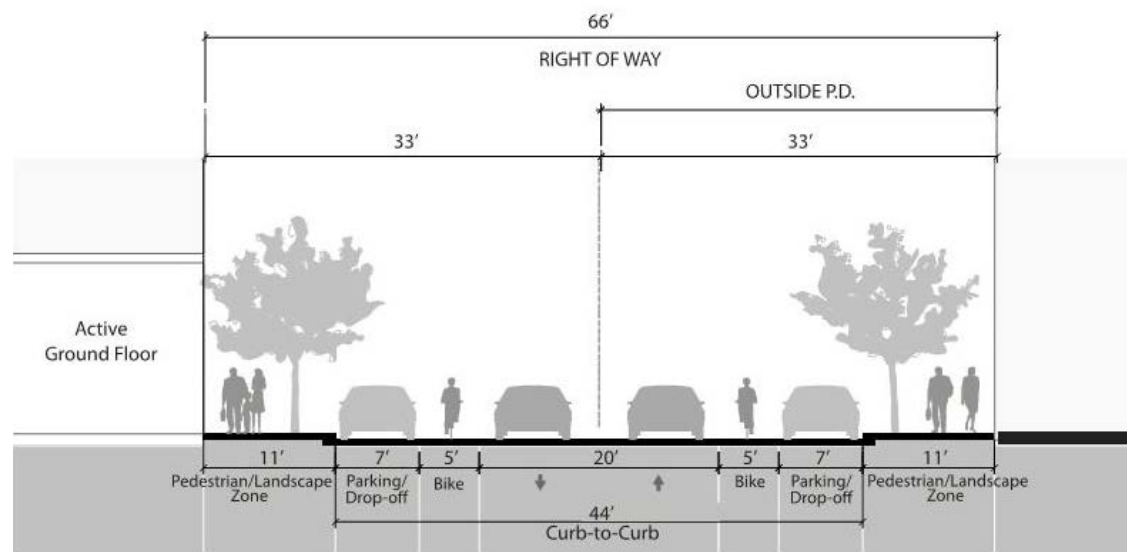 66′
RIGHT OF WAY
OUTSIDE P.D.
33′
33′
Active
Ground Floor
11′
7′
5′
20′
5′
7′
11′
Pedestrian/Landscape
Zone
Parking/
Drop-off
Bike
Bike
Parking/
Drop-off
Pedestrian/Landscape
Zone
44′
Curb-to-Curb